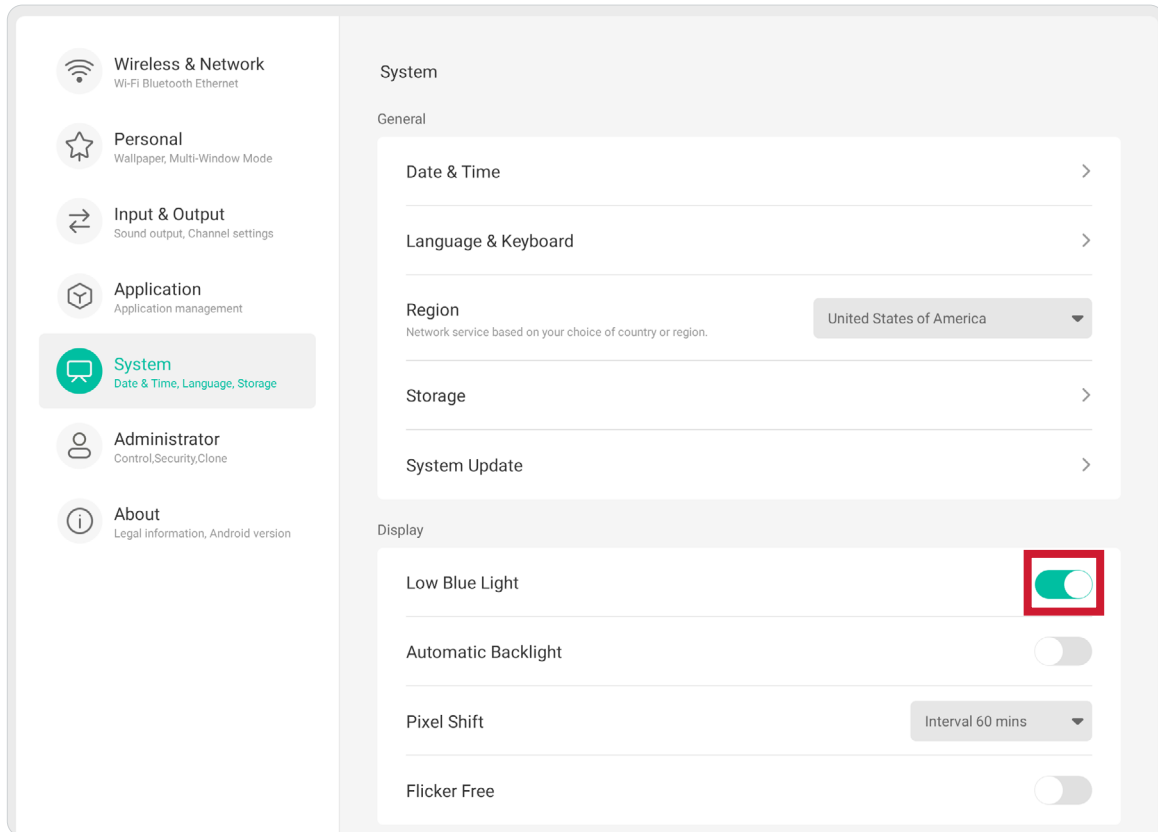 Wireless & Network
Wi-Fi Bluetooth Ethernet
Personal
Wallpaper, Multi-Window Mode
Input & Output
Sound output, Channel settings
Application
Application management
System
Date & Time, Language, Storage
Administrator
Control,Security,Clone
About
Legal information, Android version
System
General
Date & Time
Language & Keyboard
Region
Network service based on your choice of country or region.
United States of America
Storage
System Update
Display
Low Blue Light
Automatic Backlight
Pixel Shift
Interval 60 mins
Flicker Free